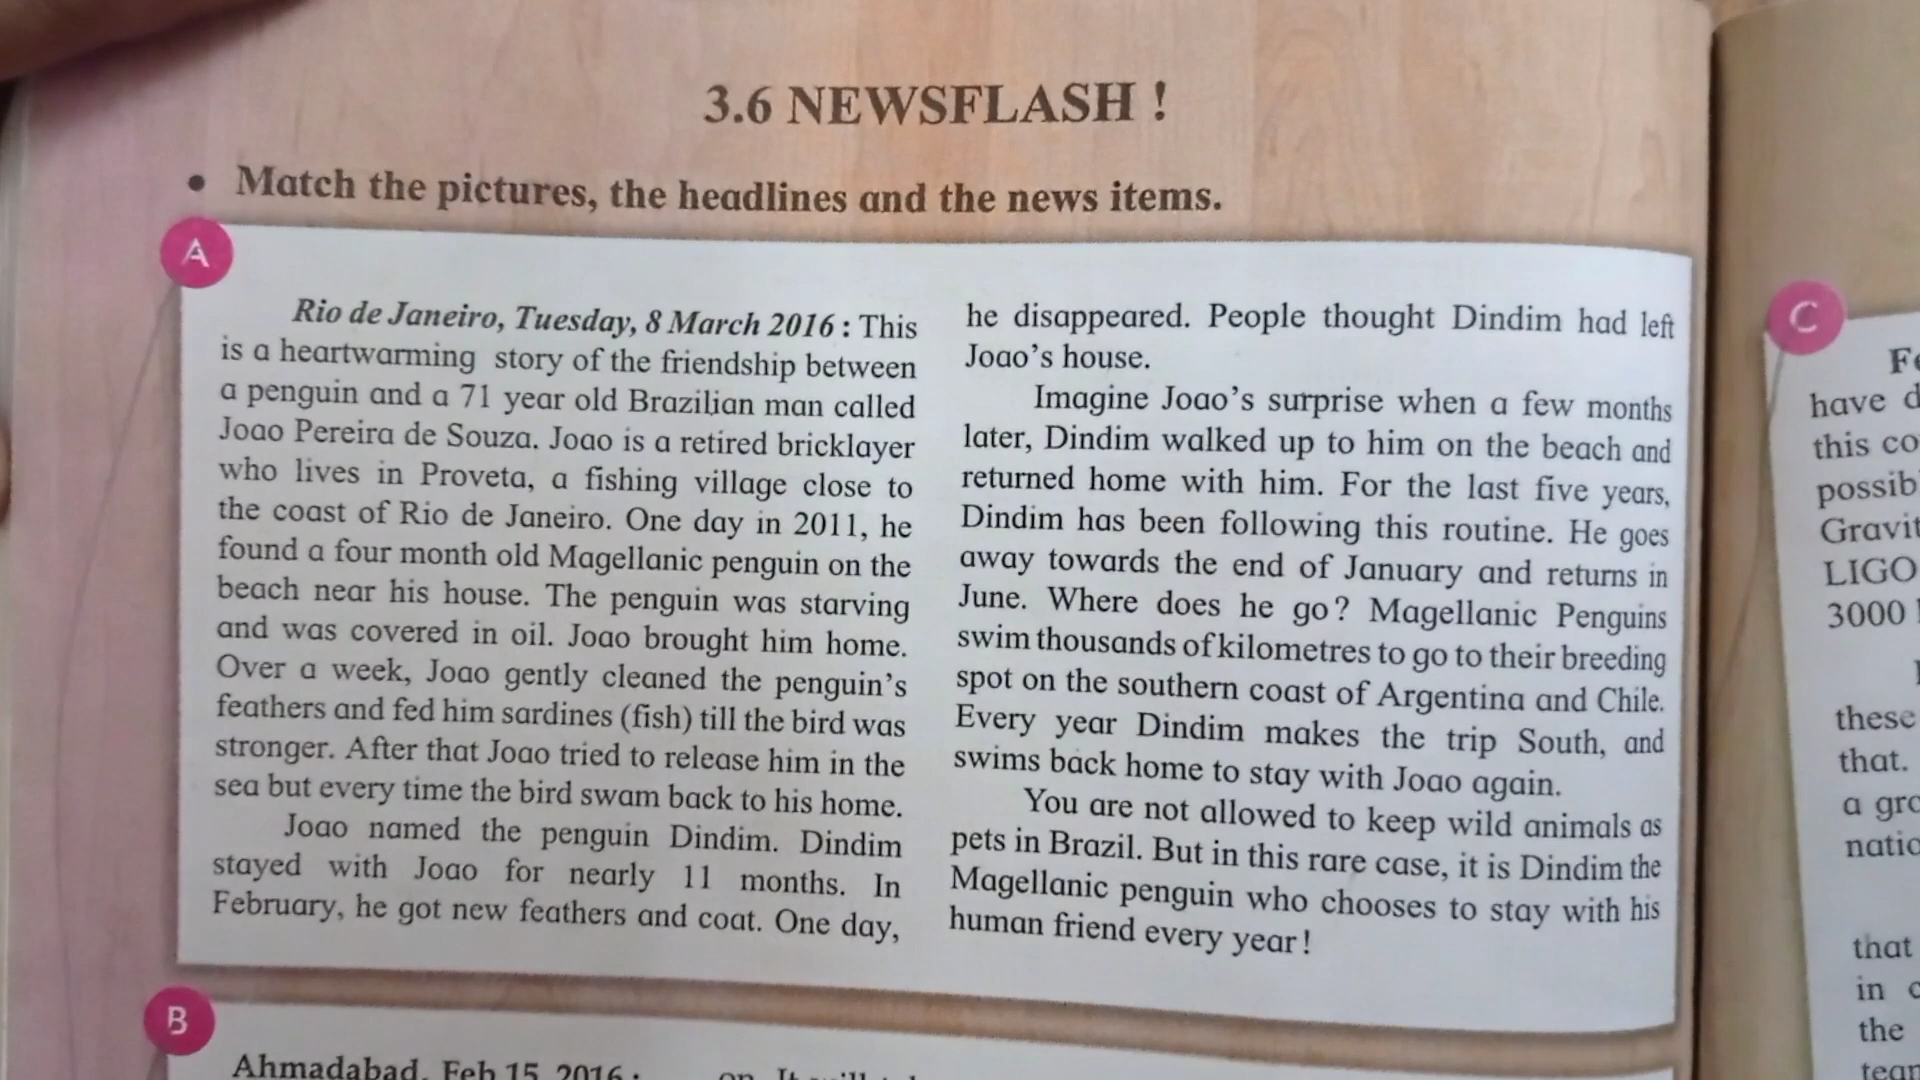 3.6 NEWSFLASH !
• Match the pictures, the headlines and the news items.
A
Rio de Janeiro, Tuesday, 8 March 2016 : This
is a heartwarming story of the friendship between
a penguin and a 71 year old Brazilian man called
Joao Pereira de Souza. Joao is a retired bricklayer
who lives in Proveta, a fishing village close to
the coast of Rio de Janeiro. One day in 2011, he
found a four month old Magellanic penguin on the
beach near his house. The penguin was starving
and was covered in oil. Joao brought him home.
Over a week, Joao gently cleaned the penguin's
feathers and fed him sardines (fish) till the bird was
stronger. After that Joao tried to release him in the
sea but every time the bird swam back to his home.
Joao named the penguin Dindim. Dindim
stayed with Joao for nearly 11 months. In
February, he got new feathers and coat. One day,
he disappeared. People thought Dindim had left
Joao's house.
Imagine Joao's surprise when a few months
later, Dindim walked up to him on the beach and
returned home with him. For the last five years,
Dindim has been following this routine. He goes
away towards the end of January and returns in
June. Where does he go? Magellanic Penguins
swim thousands of kilometres to go to their breeding
spot on the southern coast of Argentina and Chile.
Every year Dindim makes the trip South, and
swims back home to stay with Joao again.
You are not allowed to keep wild animals as
pets in Brazil. But in this rare case, it is Dindim the
Magellanic penguin who chooses to stay with his
human friend every year!
B
Ahmadabad, Feb 15, 2016 :
on. It will
C
have
this
LIGO
3000
these
that.
a
that
in
the